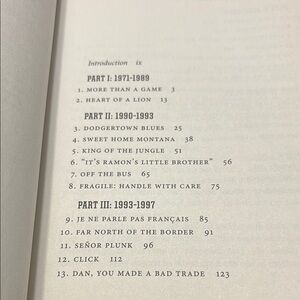 Introduction ix
PART I: 1971-1989
1. MORE THAN A GAME 3
2. HEART OF A LION 13
PART II: 1990-1993
3. DODGERTOWN BLUES 25
4. SWEET HOME MONTANA 38
5. KING OF THE JUNGLE 51
6. "IT'S RAMON'S LITTLE BROTHER" 56
7. OFF THE BUS 65
8. FRAGILE: HANDLE WITH CARE 75
PART III: 1993-1997
9. JE NE PARLE PAS FRANÇAIS 85
10. FAR NORTH OF THE BORDER 91
11. SEÑOR PLUNK 96
12. CLICK 112
13. DAN, YOU MADE A BAD TRADE 123